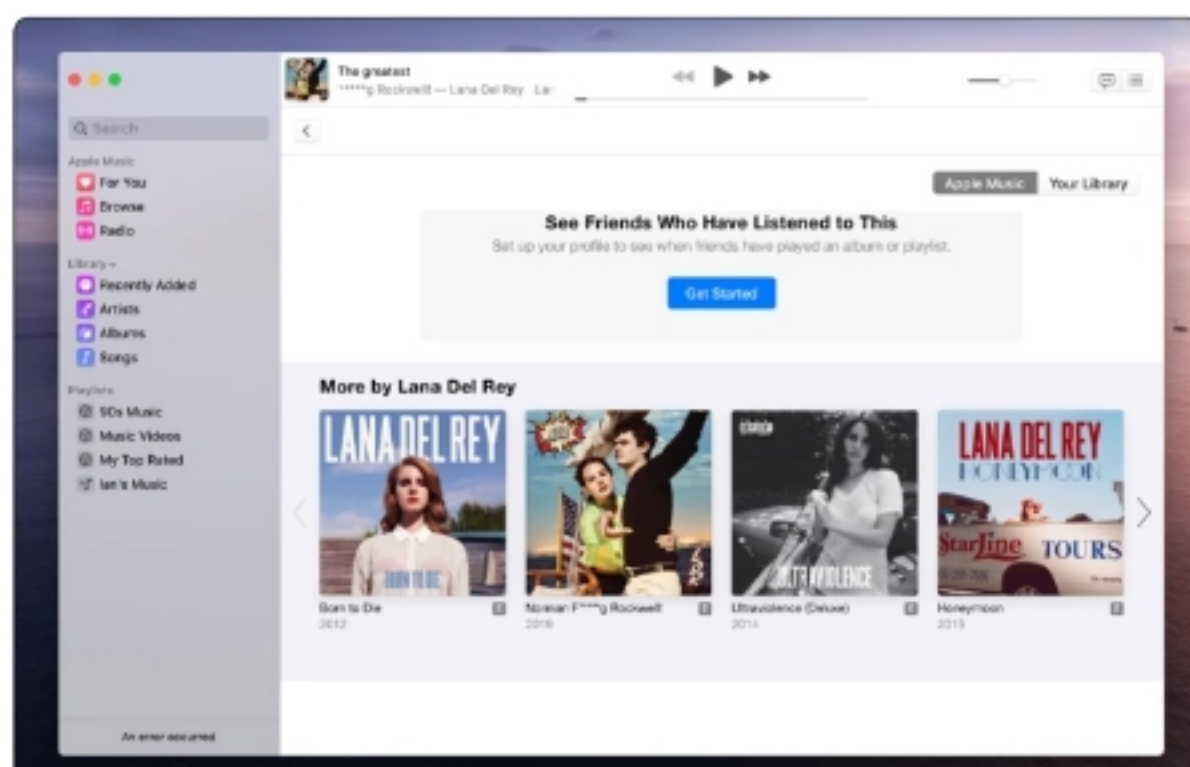 The greatest
*****g Rockwell! — Lana Del Rey Lan
Search
Apple Music
For You
Browse
Radio
Library
Recently Added
Artists
Albums
Songs
Playlists
90s Music
Music Videos
My Top Rated
Ian's Music
An error occurred
Apple Music Your Library
See Friends Who Have Listened to This
Set up your profile to see when friends have played an album or playlist.
Get Started
More by Lana Del Rey
LANA DEL REY
BORN TO DIE
ULTRAVIOLENCE
LANA DEL REY
HONEYMOON
StarLine TOURS
Born to Die
2012
Norman F****g Rockwell!
2019
Ultraviolence (Deluxe)
2014
Honeymoon
2015